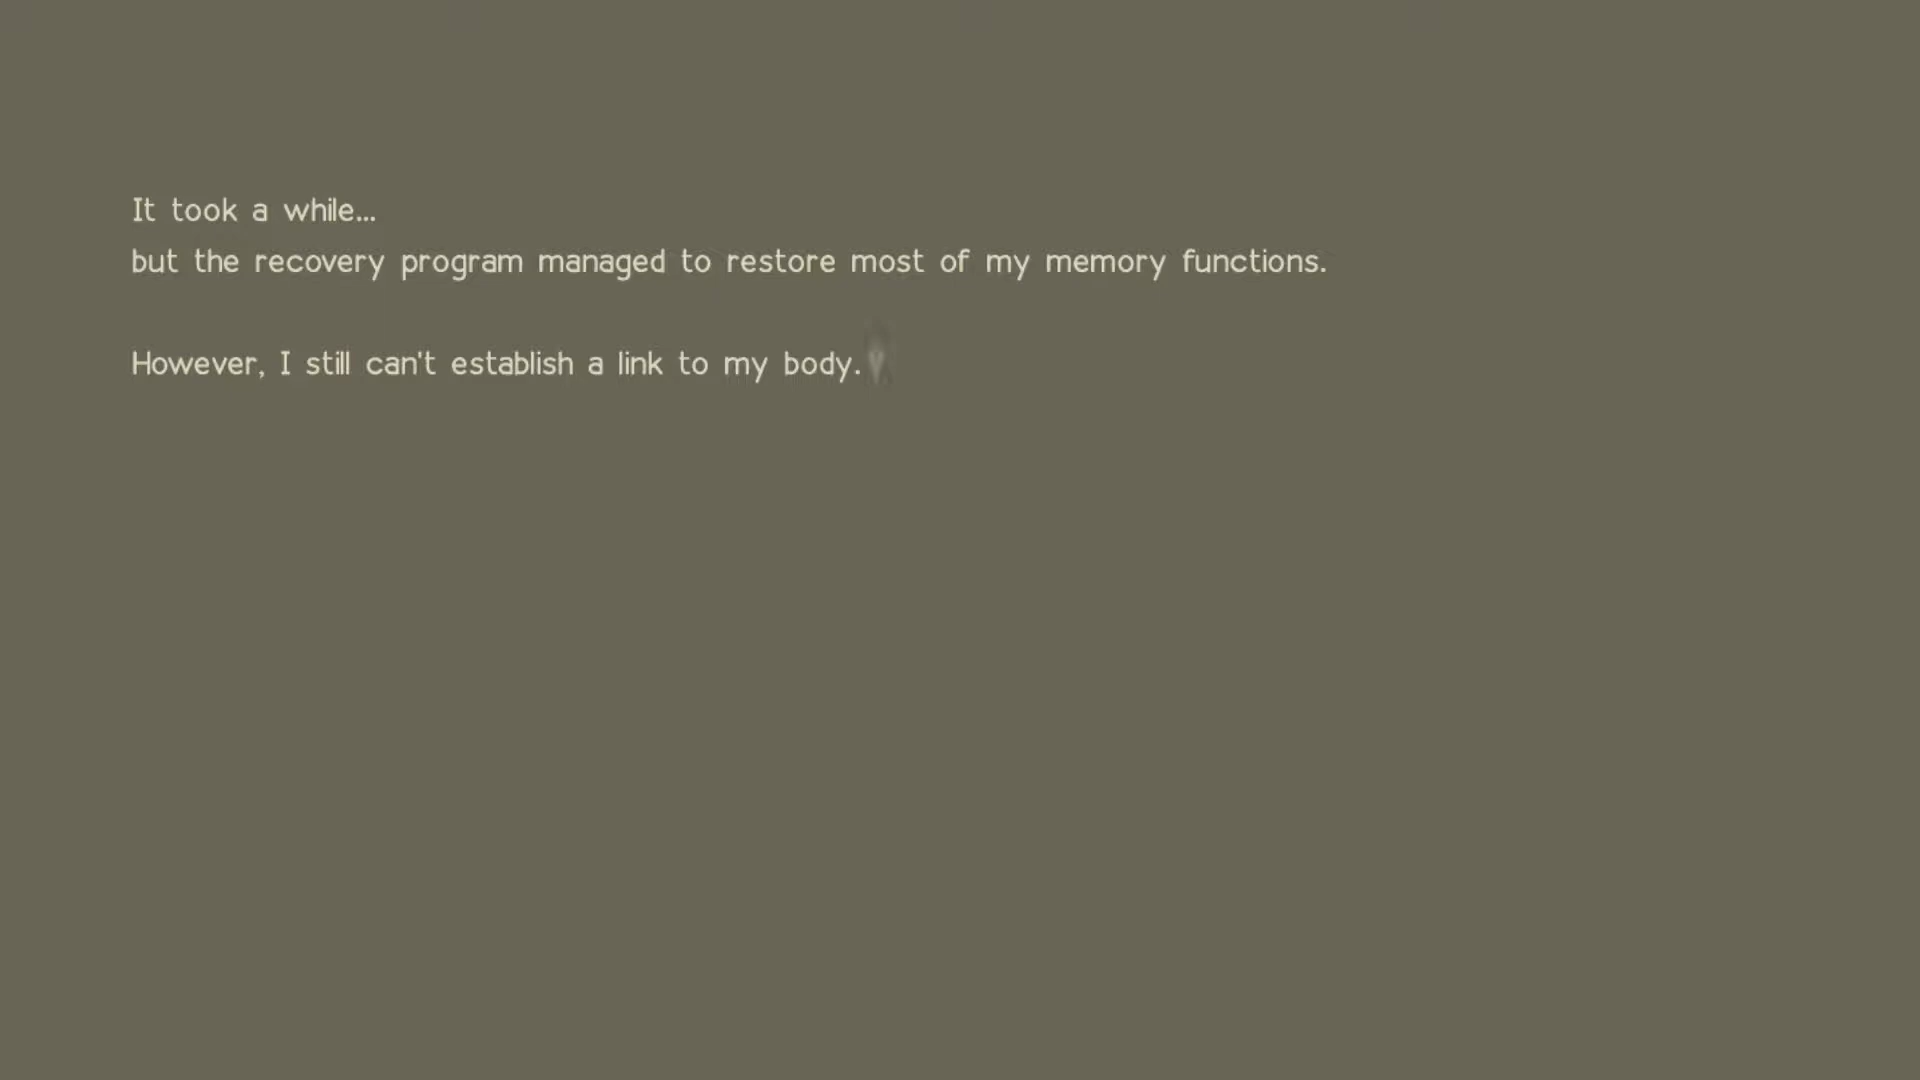 It took a while...
but the recovery program managed to restore most of my memory functions.
However, I still can't establish a link to my body.